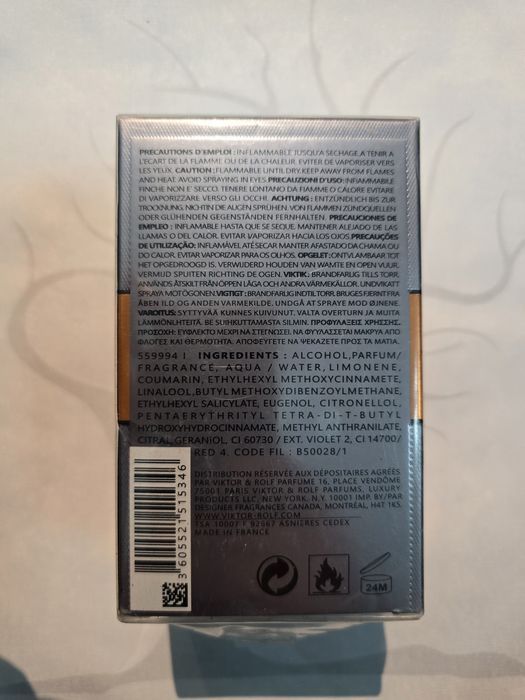 PRECAUTIONS D'EMPLOI : INFLAMMABLE JUSQU'A SECHAGE. A TENIR A
L'ECART DE LA FLAMME OU DE LA CHALEUR. EVITER DE VAPORISER VERS
LES YEUX. CAUTION : FLAMMABLE UNTIL DRY. KEEP AWAY FROM FLAMES
AND HEAT. AVOID SPRAYING IN EYES. PRECAUZIONI D'USO : INFIAMMABILE
FINCHE NON E' SECCO. TENERE LONTANO DA FIAMME O CALORE EVITARE
DI VAPORIZZARE VERSO GLI OCCHI. ACHTUNG : ENTZÜNDLICH BIS ZUR
TROCKNUNG. NICHT IN DIE AUGEN SPRÜHEN. VON FLAMMEN ZÜNDQUELLEN
ODER GLÜHENDEN GEGENSTÄNDEN FERNHALTEN. PRECAUCIONES DE
EMPLEO : INFLAMABLE HASTA QUE SE SEQUE. MANTENER ALEJADO DE LAS
LLAMAS O DEL CALOR. EVITAR VAPORIZAR HACIA LOS OJOS. PRECAUÇÕES
DE UTILIZAÇÃO : INFLAMÁVEL ATÉ SECAR MANTER AFASTADO DA CHAMA OU
DO CALOR. EVITAR VAPORIZAR PARA OS OLHOS. OPGELET : ONTVLAMBAAR, TOT
HET OPGEDROOGD IS. VERWIJDERD HOUDEN VAN WAMTE EN OPEN VUUR.
VERMIJD SPUITEN RICHTING DE OGEN. VIKTIK : BRANDFARLIG TILLS TORR.
ANVÄNDS ÅTSKILT FRÅN ÖPPEN LÅGA OCH ANDRA VÄRMEKÄLLOR. UNDVIK ATT
SPRAYA MOT ÖGONEN. VIGTIGT : BRANDFARLIG INDTIL TORR. BRUGES FJERNT FRA
ÅBEN ILD OG ANDEN VARMEKILDE. UNDGÅ AT SPRAYE MOD ØJNENE.
VAROITUS : SYTTYVÄÄ KUNNES KUIVUNUT. VALTA OVERTURN JA MUITA
LÄMMÖNLÄHTEITÄ. ΠΡΟΦΥΛΑΞΕΙΣ ΧΡΗΣΗΣ,
ΠΡΟΣΟΧΗ : ΕΥΦΛΕΚΤΟ ΜΕΧΡΙ ΝΑ ΣΤΕΓΝΩΣΕΙ. ΝΑ ΦΥΛΑΣΣΕΤΑΙ ΜΑΚΡΥΑ ΑΠΟ
ΦΛΟΓΕΣ ΚΑΙ ΘΕΡΜΟΤΗΤΑ. ΑΠΟΦΕΥΓΕΤΕ ΝΑ ΨΕΚΑΖΕΤΕ ΠΡΟΣ ΤΑ ΜΑΤΙΑ.
559994 1 INGREDIENTS : ALCOHOL, PARFUM/
FRAGRANCE, AQUA / WATER, LIMONENE,
COUMARIN, ETHYLHEXYL METHOXYCINNAMETE,
LINALOOL, BUTYL METHOXYDIBENZOYLMETHANE,
ETHYLHEXYL SALICYLATE, EUGENOL, CITRONELLOL,
PENTAERYTHRITYL TETRA-DI-T-BUTYL
HYDROXYHYDROCINNAMATE, METHYL ANTHRANILATE,
CITRAL, GERANIOL, CI 60730 / EXT. VIOLET 2, CI 14700/
RED 4. CODE FIL : B50028/1
DISTRIBUTION RÉSERVÉE AUX DÉPOSITAIRES AGRÉÉS
PAR VIKTOR & ROLF PARFUMS 16, PLACE VENDÔME
75001 PARIS VIKTOR & ROLF PARFUMS, LUXURY
PRODUCTS LLC, NEW YORK, N.Y. 10001 IMP. BY/PAR
DESIGNER FRAGRANCES CANADA, MONTRÉAL, H4T 1K5.
WWW.VIKTOR-ROLF.COM
TSA 10007 F 92667 ASNIERES CEDEX
MADE IN FRANCE
3 605521 515346
24M